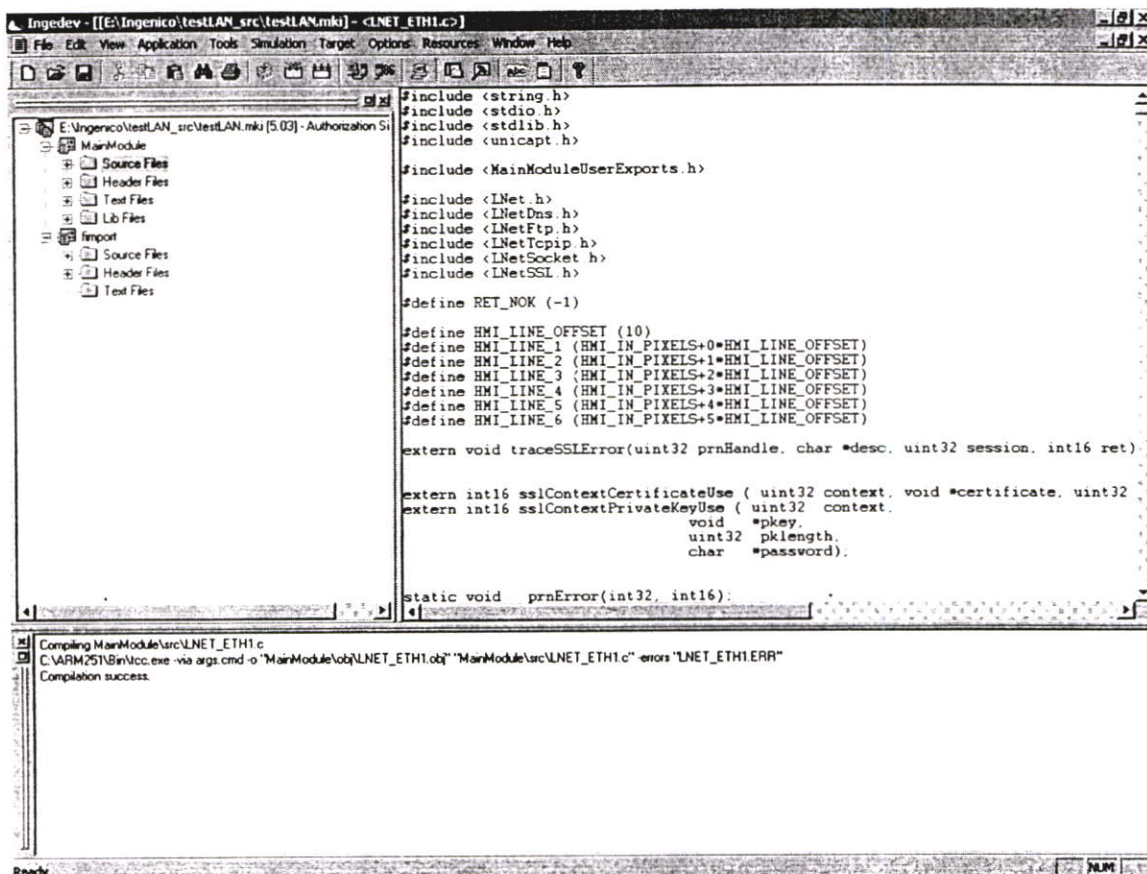 Ingedev - [[E:\Ingenico\testLAN_src\testLAN.mki] - <LNET_ETH1.c>]
File Edit View Application Tools Simulation Target Options Resources Window Help
E:\Ingenico\testLAN_src\testLAN.mki [5.03] - Authorization Si
MainModule
Source Files
Header Files
Text Files
Lib Files
fimport
Source Files
Header Files
Text Files
#include <string.h>
#include <stdio.h>
#include <stdlib.h>
#include <unicapt.h>
#include <MainModuleUserExports.h>
#include <LNet.h>
#include <LNetDns.h>
#include <LNetFtp.h>
#include <LNetTcpip.h>
#include <LNetSocket.h>
#include <LNetSSL.h>
#define RET_NOK (-1)
#define HMI_LINE_OFFSET (10)
#define HMI_LINE_1 (HMI_IN_PIXELS+0*HMI_LINE_OFFSET)
#define HMI_LINE_2 (HMI_IN_PIXELS+1*HMI_LINE_OFFSET)
#define HMI_LINE_3 (HMI_IN_PIXELS+2*HMI_LINE_OFFSET)
#define HMI_LINE_4 (HMI_IN_PIXELS+3*HMI_LINE_OFFSET)
#define HMI_LINE_5 (HMI_IN_PIXELS+4*HMI_LINE_OFFSET)
#define HMI_LINE_6 (HMI_IN_PIXELS+5*HMI_LINE_OFFSET)
extern void traceSSLError(uint32 prnHandle, char *desc, uint32 session, int16 ret)
extern int16 sslContextCertificateUse ( uint32 context, void *certificate, uint32
extern int16 sslContextPrivateKeyUse ( uint32 context,
void *pkey,
uint32 pklength,
char *password);
static void prnError(int32, int16);
Compiling MainModule\src\LNET_ETH1.c
C:\ARM251\Bin\tcc.exe -via args.cmd -o "MainModule\obj\LNET_ETH1.obj" "MainModule\src\LNET_ETH1.c" -errors "LNET_ETH1.ERR"
Compilation success.
Ready
NUM